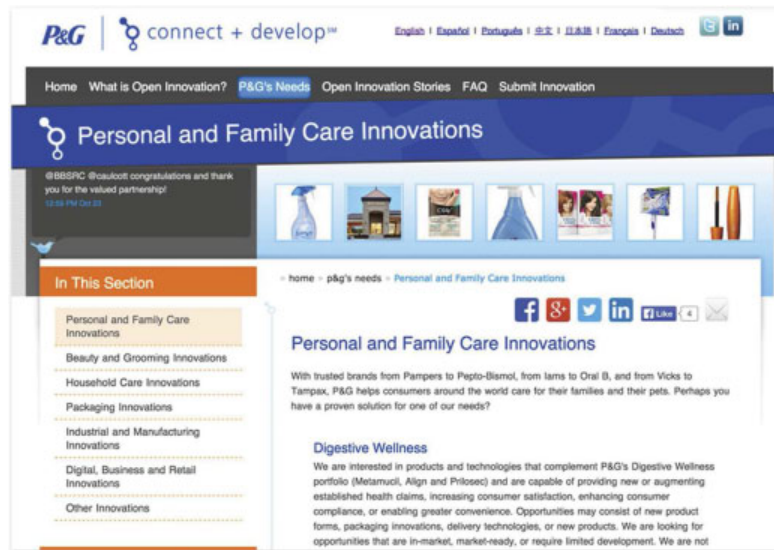 P&G connect + develop℠
English | Español | Português | 中文 | 日本語 | Français | Deutsch
Home What is Open Innovation? P&G's Needs Open Innovation Stories FAQ Submit Innovation
Personal and Family Care Innovations
@BBSRC @caulcott congratulations and thank
you for the valued partnership!
In This Section
Personal and Family Care
Innovations
Beauty and Grooming Innovations
Household Care Innovations
Packaging Innovations
Industrial and Manufacturing
Innovations
Digital, Business and Retail
Innovations
Other Innovations
» home » p&g's needs » Personal and Family Care Innovations
Like 4
Personal and Family Care Innovations
With trusted brands from Pampers to Pepto-Bismol, from Iams to Oral B, and from Vicks to
Tampax, P&G helps consumers around the world care for their families and their pets. Perhaps you
have a proven solution for one of our needs?
Digestive Wellness
We are interested in products and technologies that complement P&G's Digestive Wellness
portfolio (Metamucil, Align and Prilosec) and are capable of providing new or augmenting
established health claims, increasing consumer satisfaction, enhancing consumer
compliance, or enabling greater convenience. Opportunities may consist of new product
forms, packaging innovations, delivery technologies, or new products. We are looking for
opportunities that are in-market, market-ready, or require limited development. We are not